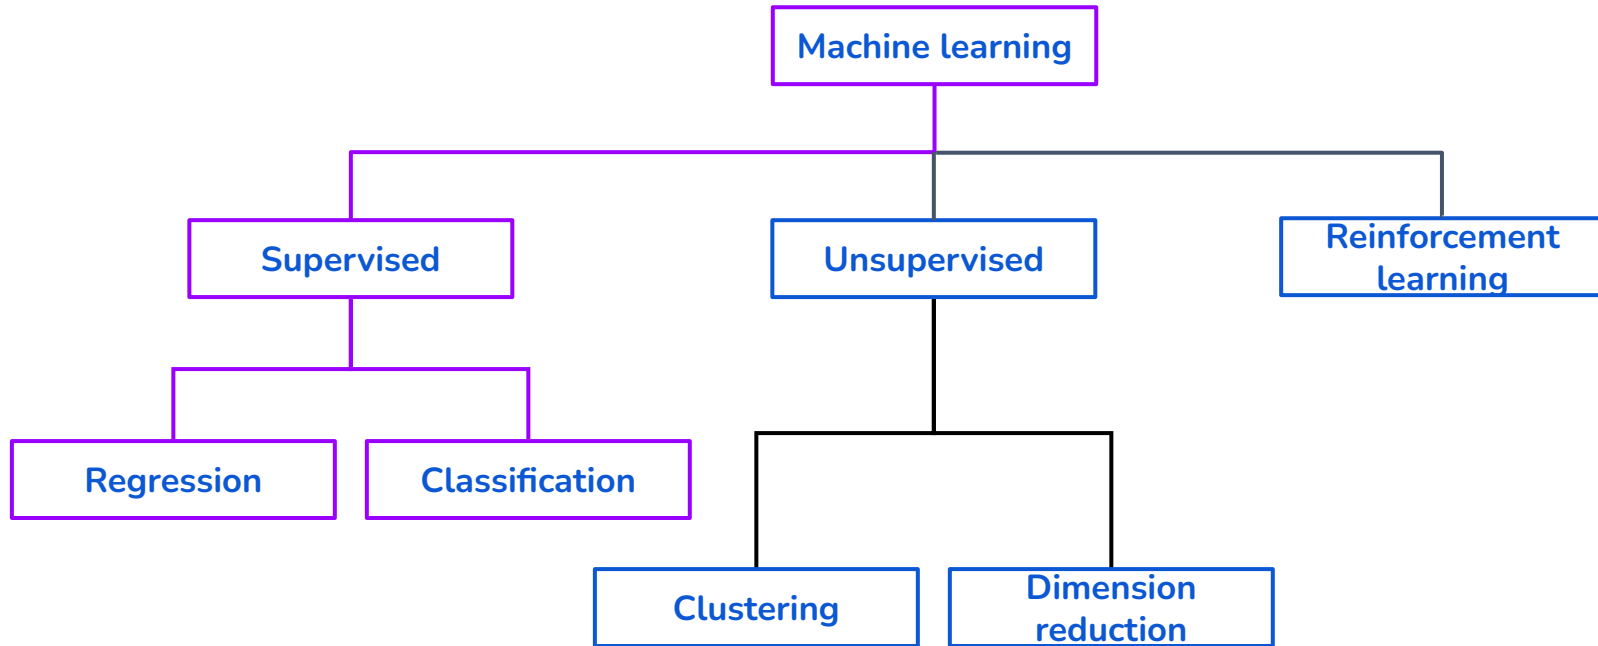 Machine learning
Supervised
Unsupervised
Reinforcement
learning
Regression
Classification
Clustering
Dimension
reduction